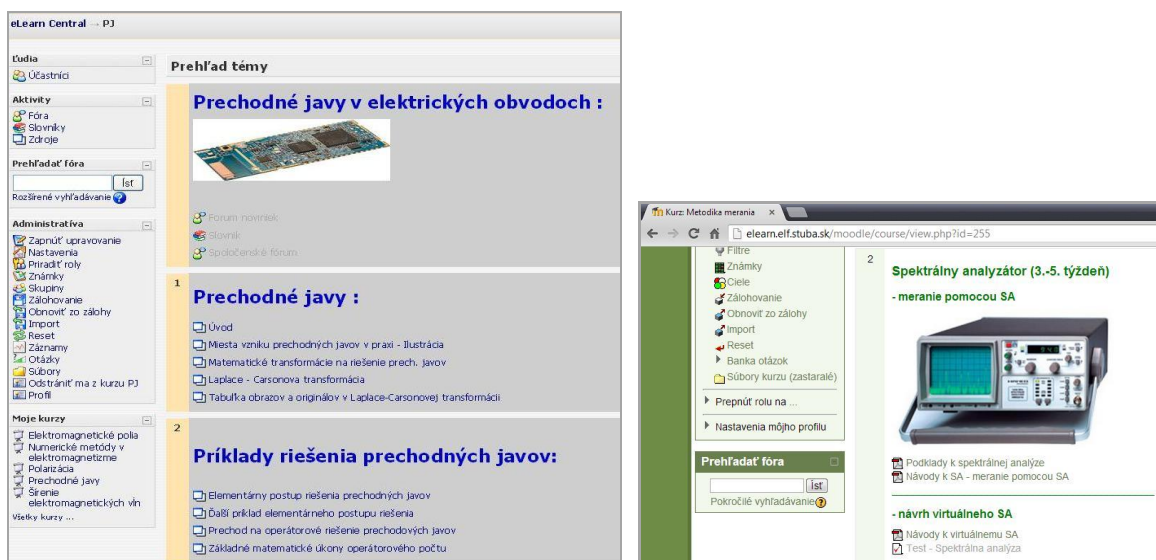 eLearn Central → PJ
Ľudia
Účastníci
Aktivity
Fóra
Slovníky
Zdroje
Prehľadať fóra
Ísť
Rozšírené vyhľadávanie
Administratíva
Zapnúť upravovanie
Nastavenia
Priradiť roly
Známky
Skupiny
Zálohovanie
Obnoviť zo zálohy
Import
Reset
Záznamy
Otázky
Súbory
Odstrániť ma z kurzu PJ
Profil
Moje kurzy
Elektromagnetické polia
Numerické metódy v
elektromagnetizme
Polarizácia
Prechodné javy
Šírenie
elektromagnetických vĺn
Všetky kurzy ...
Prehľad témy
Prechodné javy v elektrických obvodoch :
Fórum noviniek
Slovník
Spoločenské fórum
1
Prechodné javy :
Úvod
Miesta vzniku prechodných javov v praxi - Ilustrácia
Matematické transformácie na riešenie prech. javov
Laplace - Carsonova transformácia
Tabuľka obrazov a originálov v Laplace-Carsonovej transformácii
2
Príklady riešenia prechodných javov:
Elementárny postup riešenia prechodných javov
Ďaší príklad elementárneho postupu riešenia
Prechod na operátorové riešenie prechodových javov
Základné matematické úkony operátorového počtu
Kurz: Metodika merania
elearn.elf.stuba.sk/moodle/course/view.php?id=255
Filtre
Známky
Ciele
Zálohovanie
Obnoviť zo zálohy
Import
Reset
Banka otázok
Súbory kurzu (zastaralé)
Prepnúť rolu na ...
Nastavenia môjho profilu
Prehľadať fóra
Ísť
Pokročilé vyhľadávanie
2
Spektrálny analyzátor (3.-5. týždeň)
- meranie pomocou SA
Podklady k spektrálnej analýze
Návody k SA - meranie pomocou SA
- návrh virtuálneho SA
Návody k virtuálnemu SA
Test - Spektrálna analýza